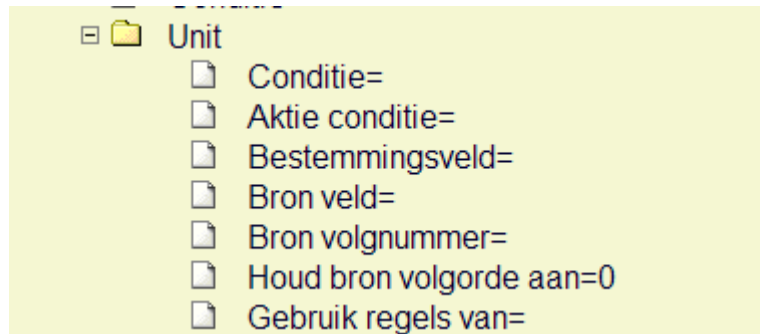 Unit
Conditie=
Aktie conditie=
Bestemmingsveld=
Bron veld=
Bron volgnummer=
Houd bron volgorde aan=0
Gebruik regels van=